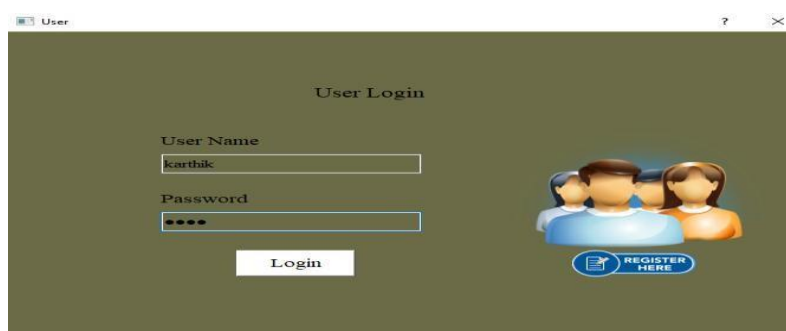 User
?
User Login
User Name
karthik
Password
••••
Login
REGISTER
HERE